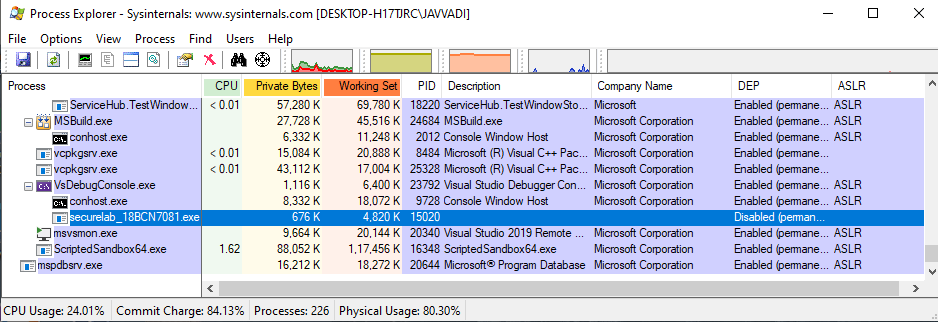 Process Explorer - Sysinternals: www.sysinternals.com [DESKTOP-H17TJRC\JAVVADI]
File Options View Process Find Users Help
Process CPU Private Bytes Working Set PID Description Company Name DEP ASLR
ServiceHub.TestWindow... < 0.01 57,280 K 69,780 K 18220 ServiceHub.TestWindowSto... Microsoft Enabled (permane... ASLR
MSBuild.exe 27,728 K 45,516 K 24684 MSBuild.exe Microsoft Corporation Enabled (permane... ASLR
conhost.exe 6,332 K 11,248 K 2012 Console Window Host Microsoft Corporation Enabled (permane... ASLR
vcpkgsrv.exe < 0.01 15,084 K 20,888 K 8484 Microsoft (R) Visual C++ Pac... Microsoft Corporation Enabled (permane... ASLR
vcpkgsrv.exe < 0.01 43,112 K 17,004 K 25328 Microsoft (R) Visual C++ Pac... Microsoft Corporation Enabled (permane... ASLR
VsDebugConsole.exe 1,116 K 6,400 K 23792 Visual Studio Debugger Con... Microsoft Corporation Enabled (permane... ASLR
conhost.exe 8,332 K 18,072 K 9728 Console Window Host Microsoft Corporation Enabled (permane... ASLR
securelab_18BCN7081.exe 676 K 4,820 K 15020 Disabled (perman...
msvsmon.exe 9,664 K 20,144 K 20340 Visual Studio 2019 Remote ... Microsoft Corporation Enabled (permane... ASLR
ScriptedSandbox64.exe 1.62 88,052 K 1,17,456 K 16348 ScriptedSandbox64.exe Microsoft Corporation Enabled (permane... ASLR
mspdbsrv.exe 16,212 K 18,272 K 20644 Microsoft® Program Database Microsoft Corporation Enabled (permane... ASLR
CPU Usage: 24.01% Commit Charge: 84.13% Processes: 226 Physical Usage: 80.30%